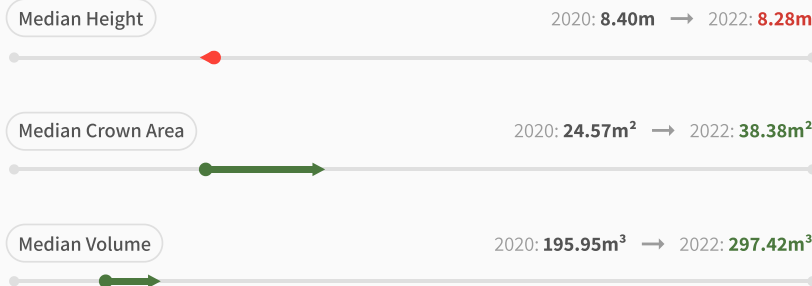 Median Height 2020: 8.40m → 2022: 8.28m
Median Crown Area 2020: 24.57m² → 2022: 38.38m²
Median Volume 2020: 195.95m³ → 2022: 297.42m³